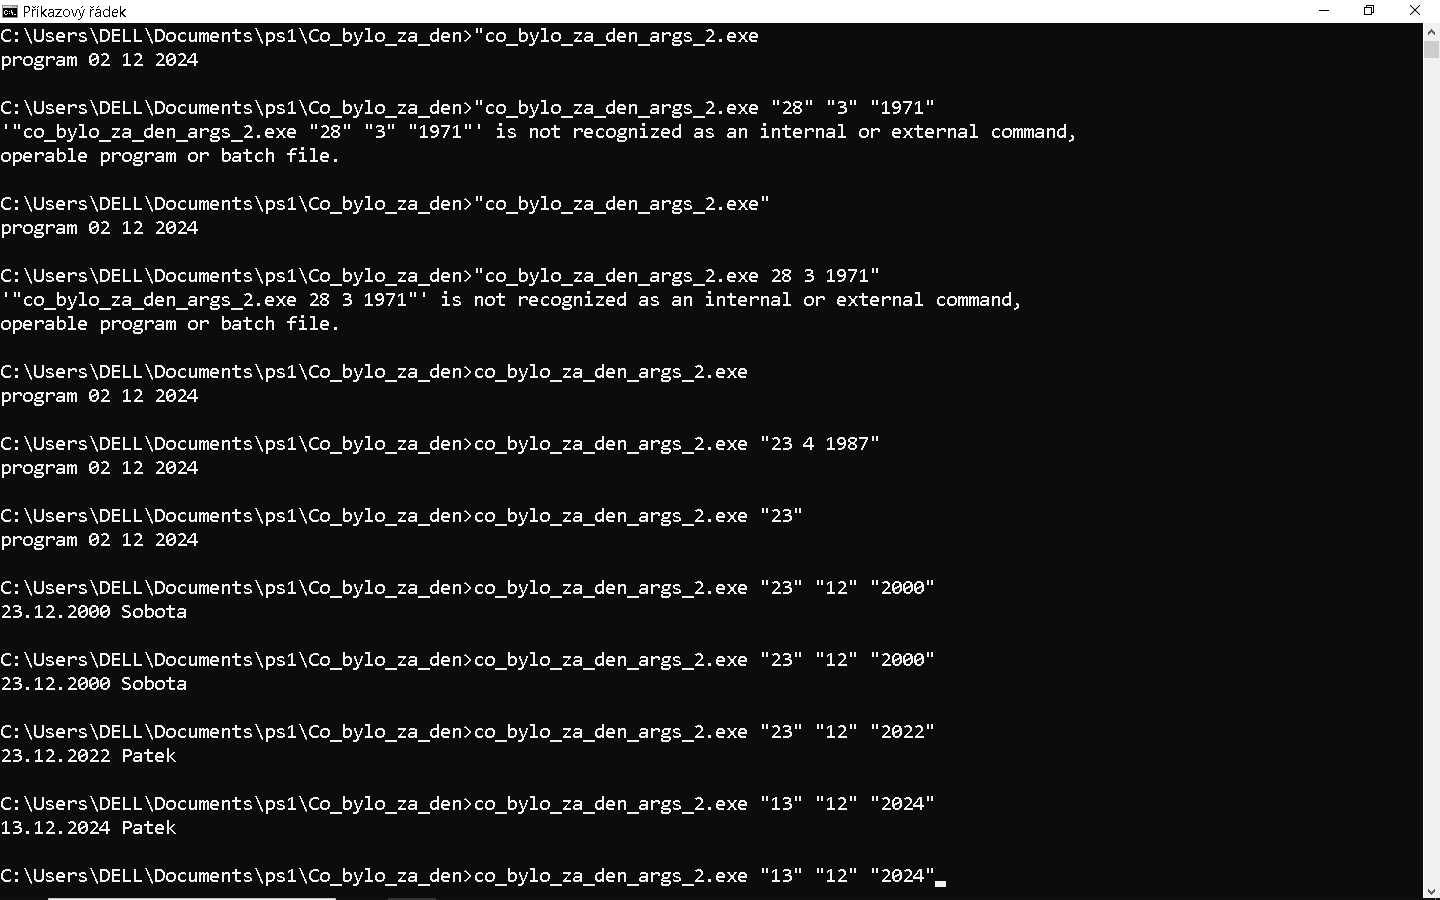 Příkazový řádek
C:\Users\DELL\Documents\ps1\Co_bylo_za_den>"co_bylo_za_den_args_2.exe
program 02 12 2024
C:\Users\DELL\Documents\ps1\Co_bylo_za_den>"co_bylo_za_den_args_2.exe "28" "3" "1971"
'"co_bylo_za_den_args_2.exe "28" "3" "1971"' is not recognized as an internal or external command,
operable program or batch file.
C:\Users\DELL\Documents\ps1\Co_bylo_za_den>"co_bylo_za_den_args_2.exe"
program 02 12 2024
C:\Users\DELL\Documents\ps1\Co_bylo_za_den>"co_bylo_za_den_args_2.exe 28 3 1971"
'"co_bylo_za_den_args_2.exe 28 3 1971"' is not recognized as an internal or external command,
operable program or batch file.
C:\Users\DELL\Documents\ps1\Co_bylo_za_den>co_bylo_za_den_args_2.exe
program 02 12 2024
C:\Users\DELL\Documents\ps1\Co_bylo_za_den>co_bylo_za_den_args_2.exe "23 4 1987"
program 02 12 2024
C:\Users\DELL\Documents\ps1\Co_bylo_za_den>co_bylo_za_den_args_2.exe "23"
program 02 12 2024
C:\Users\DELL\Documents\ps1\Co_bylo_za_den>co_bylo_za_den_args_2.exe "23" "12" "2000"
23.12.2000 Sobota
C:\Users\DELL\Documents\ps1\Co_bylo_za_den>co_bylo_za_den_args_2.exe "23" "12" "2000"
23.12.2000 Sobota
C:\Users\DELL\Documents\ps1\Co_bylo_za_den>co_bylo_za_den_args_2.exe "23" "12" "2022"
23.12.2022 Patek
C:\Users\DELL\Documents\ps1\Co_bylo_za_den>co_bylo_za_den_args_2.exe "13" "12" "2024"
13.12.2024 Patek
C:\Users\DELL\Documents\ps1\Co_bylo_za_den>co_bylo_za_den_args_2.exe "13" "12" "2024"